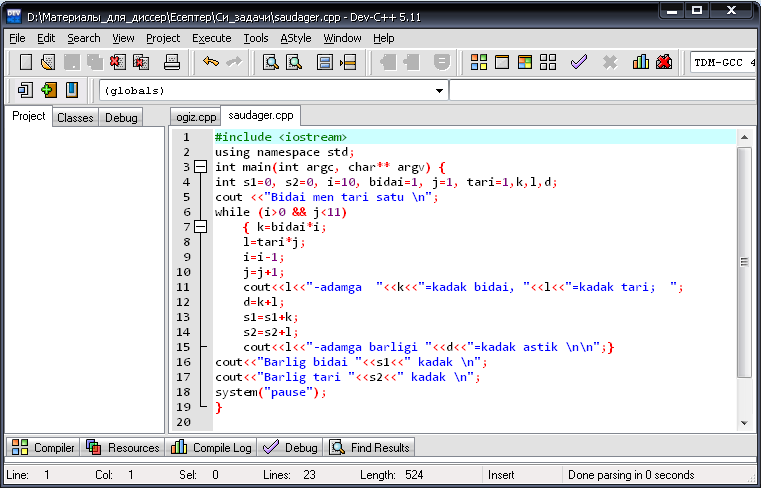 D:\Материалы_для_диссер\Есептер\Си_задачи\saudager.cpp - Dev-C++ 5.11
File Edit Search View Project Execute Tools AStyle Window Help
TDM-GCC 4
(globals)
Project Classes Debug ogiz.cpp saudager.cpp
1 #include <iostream>
2 using namespace std;
3 int main(int argc, char** argv) {
4 int s1=0, s2=0, i=10, bidai=1, j=1, tari=1,k,l,d;
5 cout <<"Bidai men tari satu \n";
6 while (i>0 && j<11)
7 { k=bidai*i;
8 l=tari*j;
9 i=i-1;
10 j=j+1;
11 cout<<l<<"-adamga  "<<k<<"=kadak bidai, "<<l<<"=kadak tari;  ";
12 d=k+l;
13 s1=s1+k;
14 s2=s2+l;
15 cout<<l<<"-adamga barligi "<<d<<"=kadak astik \n\n";}
16 cout<<"Barlig bidai "<<s1<<" kadak \n";
17 cout<<"Barlig tari "<<s2<<" kadak \n";
18 system("pause");
19 }
20
Compiler Resources Compile Log Debug Find Results
Line: 1 Col: 1 Sel: 0 Lines: 23 Length: 524 Insert Done parsing in 0 seconds